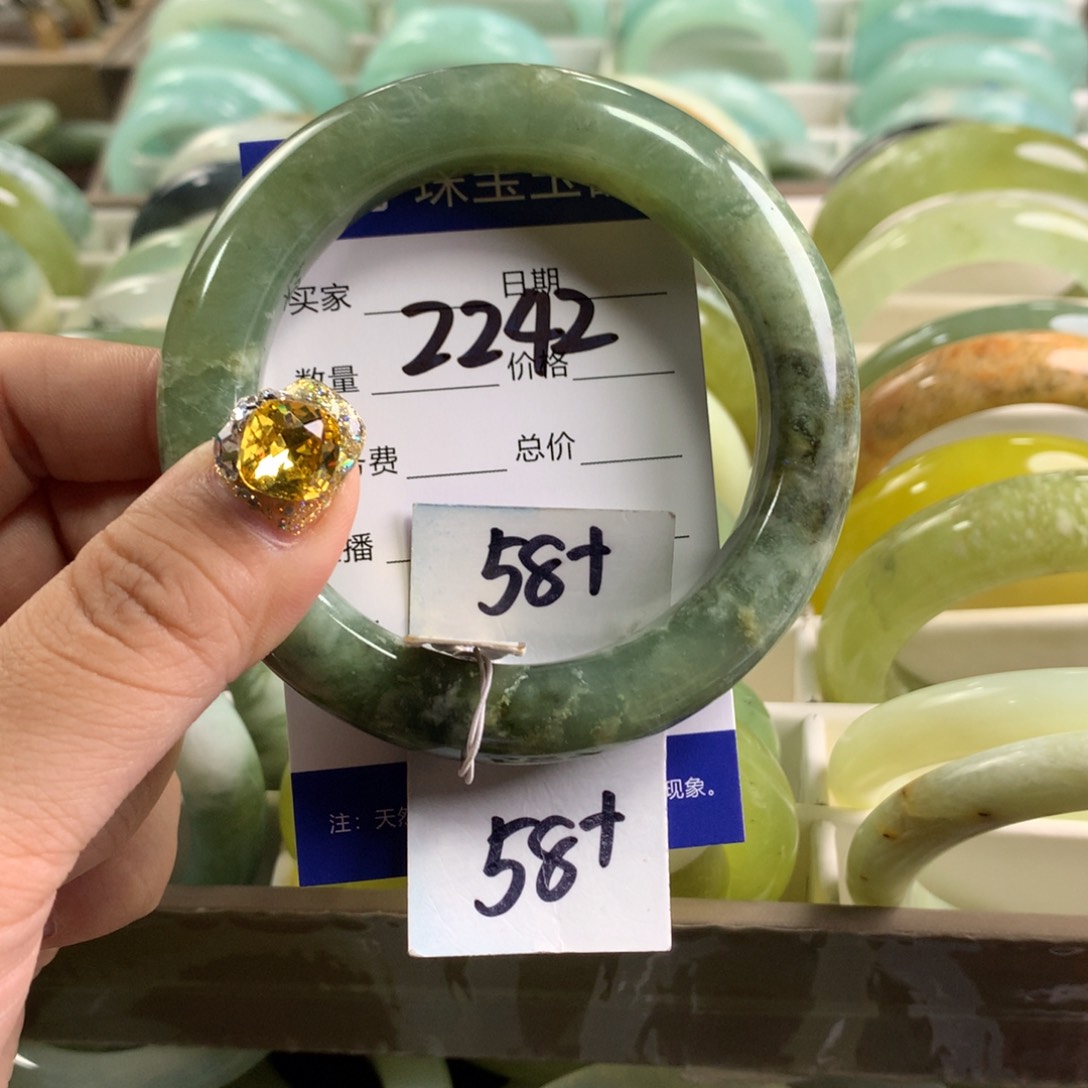 珠宝玉
买家 日期
2242
数量 价格
费 总价
播
58+
注：天然 现象。
58+